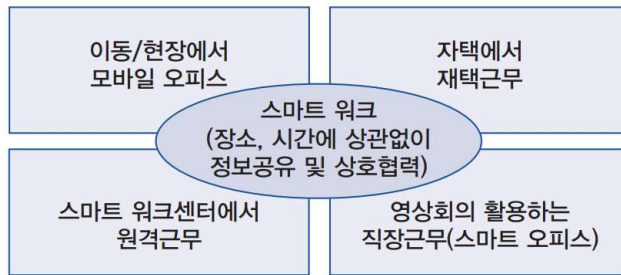 이동/현장에서
모바일 오피스
자택에서
재택근무
스마트 워크
(장소, 시간에 상관없이
정보공유 및 상호협력)
스마트 워크센터에서
원격근무
영상회의 활용하는
직장근무(스마트 오피스)